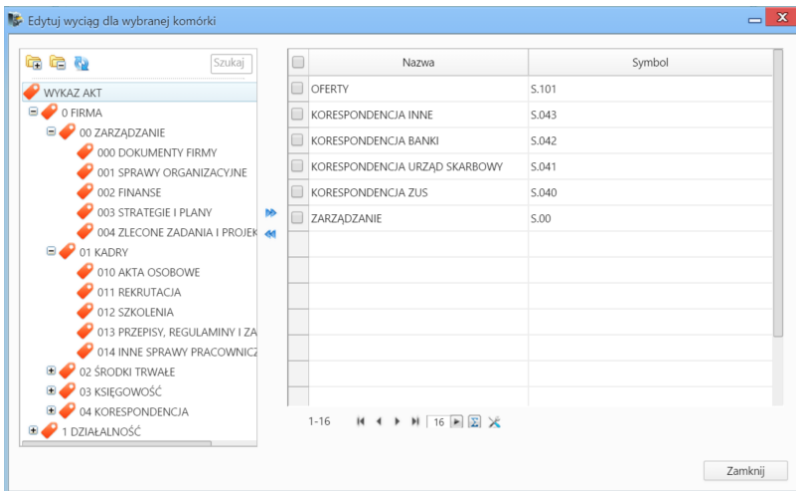 Edytuj wyciąg dla wybranej komórki
Szukaj
WYKAZ AKT
0 FIRMA
00 ZARZĄDZANIE
000 DOKUMENTY FIRMY
001 SPRAWY ORGANIZACYJNE
002 FINANSE
003 STRATEGIE I PLANY
004 ZLECONE ZADANIA I PROJEK
01 KADRY
010 AKTA OSOBOWE
011 REKRUTACJA
012 SZKOLENIA
013 PRZEPISY, REGULAMINY I ZA
014 INNE SPRAWY PRACOWNICZ
02 ŚRODKI TRWAŁE
03 KSIĘGOWOŚĆ
04 KORESPONDENCJA
1 DZIAŁALNOŚĆ
Nazwa Symbol
OFERTY S.101
KORESPONDENCJA INNE S.043
KORESPONDENCJA BANKI S.042
KORESPONDENCJA URZĄD SKARBOWY S.041
KORESPONDENCJA ZUS S.040
ZARZĄDZANIE S.00
1-16 16
Zamknij